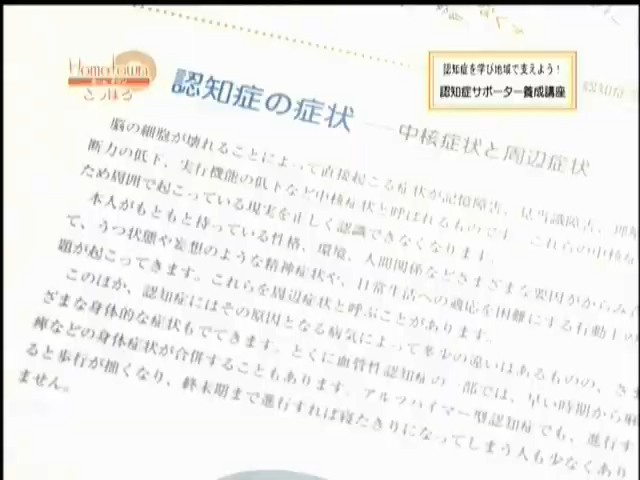 Hometown
さっぽろ
認知症を学び地域で支えよう!
認知症サポーター養成講座
認知症の症状――中核症状と周辺症状
脳の細胞が壊れることによって直接起こる症状が記憶障害、見当識障害、理解
断力の低下、実行機能の低下など中核症状と呼ばれるものです。これらの中核
ため周囲で起こっている現実を正しく認識できなくなります。
本人がもともと持っている性格、環境、人間関係などさまざまな要因がからみ
て、うつ状態や妄想のような精神症状や、日常生活への適応を困難にする行動上の
題が起こってきます。これらを周辺症状と呼ぶことがあります。
このほか、認知症にはその原因となる病気によって多少の違いはあるものの、さま
ざまな身体的な症状もでてきます。とくに血管性認知症の一部では、早い時期から麻
痺などの身体症状が合併することもあります。アルツハイマー型認知症でも、進行す
ると歩行が拙くなり、終末期まで進行すれば寝たきりになってしまう人も少なくあり
ません。